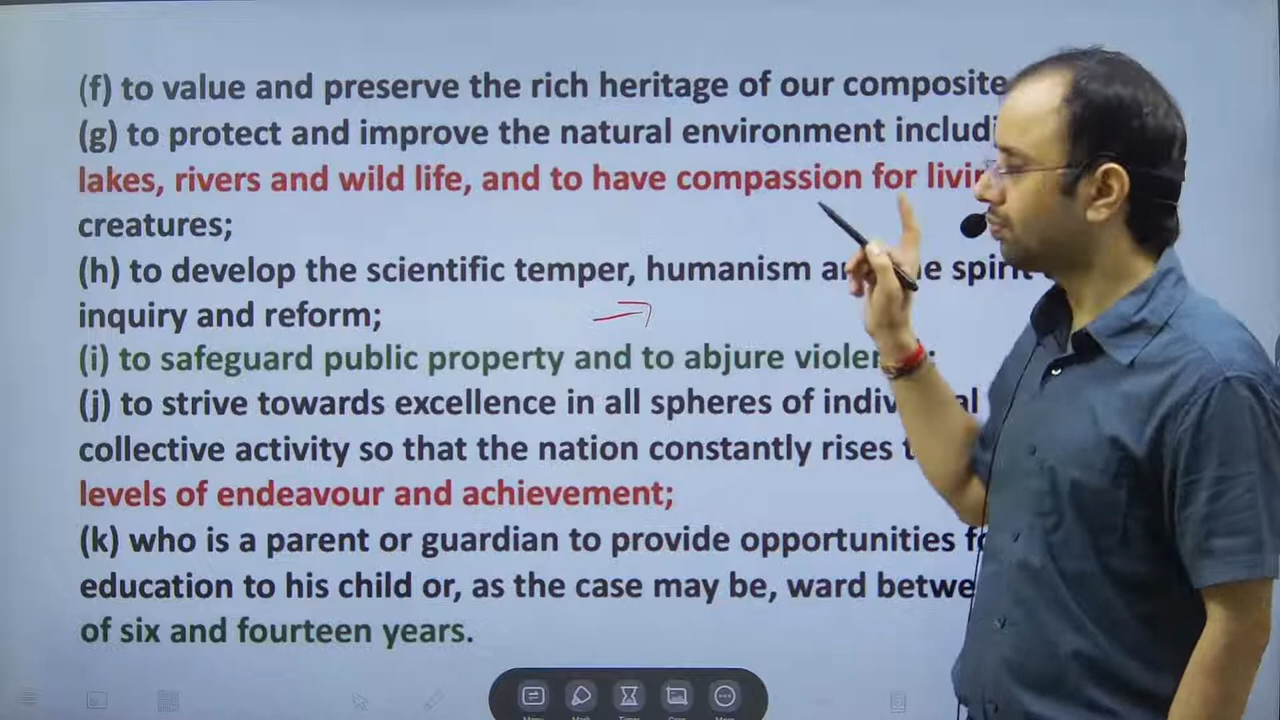 (f) to value and preserve the rich heritage of our composite
(g) to protect and improve the natural environment includi
lakes, rivers and wild life, and to have compassion for livin
creatures;
(h) to develop the scientific temper, humanism an e spirit
inquiry and reform;
(i) to safeguard public property and to abjure violen ;
(j) to strive towards excellence in all spheres of indiv al
collective activity so that the nation constantly rises t
levels of endeavour and achievement;
(k) who is a parent or guardian to provide opportunities fo
education to his child or, as the case may be, ward betwe
of six and fourteen years.